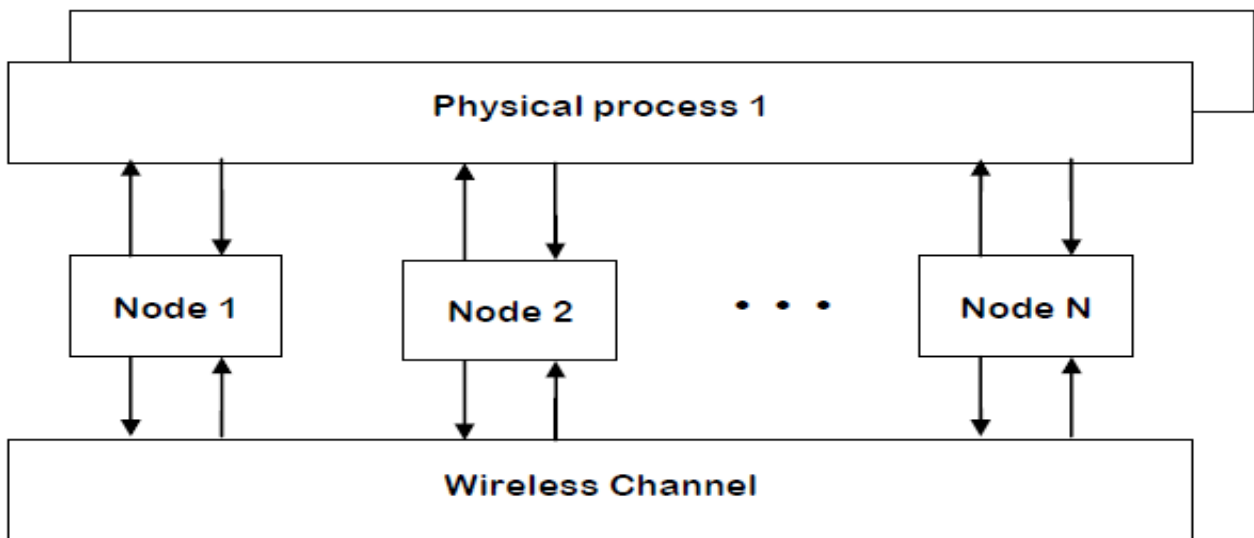 Physical process 1
Node 1
Node 2
• • •
Node N
Wireless Channel